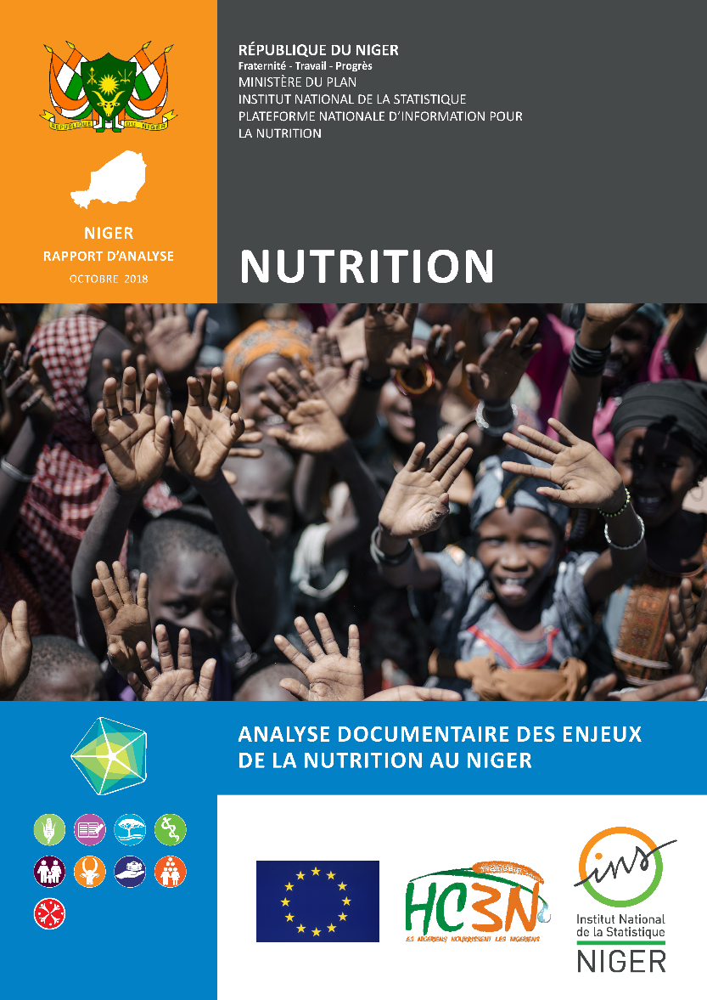 RÉPUBLIQUE DU NIGER
Fraternité - Travail - Progrès
MINISTÈRE DU PLAN
INSTITUT NATIONAL DE LA STATISTIQUE
PLATEFORME NATIONALE D'INFORMATION POUR
LA NUTRITION
RÉPUBLIQUE DU NIGER
NIGER
RAPPORT D'ANALYSE
OCTOBRE 2018
NUTRITION
ANALYSE DOCUMENTAIRE DES ENJEUX
DE LA NUTRITION AU NIGER
HC3N
ES NIGERIENS NOURRISSENT LES NIGERIENS
ins
Institut National
de la Statistique
NIGER